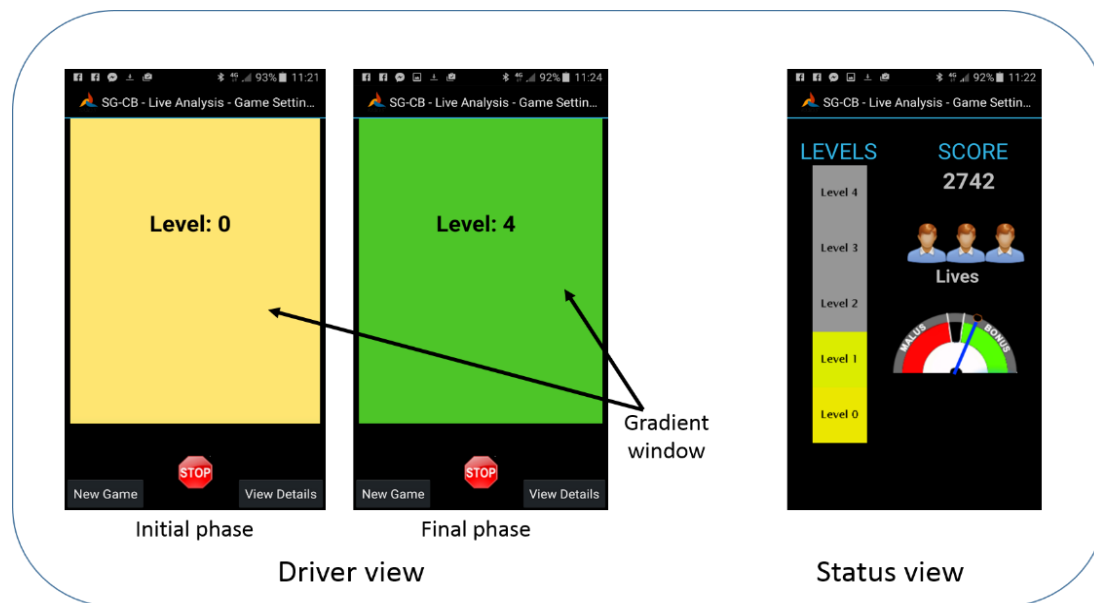 93% 11:21
SG-CB - Live Analysis - Game Settin...
Level: 0
STOP
New Game
View Details
Initial phase
92% 11:24
SG-CB - Live Analysis - Game Settin...
Level: 4
STOP
New Game
View Details
Final phase
Gradient
window
Driver view
4G 92% 11:22
SG-CB - Live Analysis - Game Settin...
LEVELS
Level 4
Level 3
Level 2
Level 1
Level 0
SCORE
2742
Lives
MALUS
BONUS
Status view